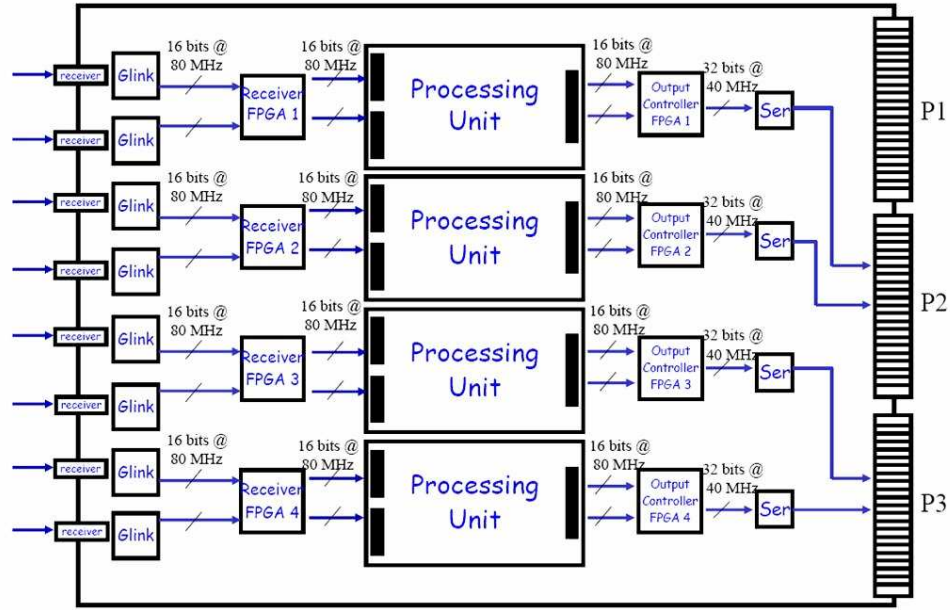 16 bits @
80 MHz
16 bits @
80 MHz
16 bits @
80 MHz
32 bits @
40 MHz
receiver
Glink
Receiver
FPGA 1
Processing
Unit
Output
Controller
FPGA 1
Ser
P1
receiver
Glink
16 bits @
80 MHz
16 bits @
80 MHz
16 bits @
80 MHz
32 bits @
40 MHz
receiver
Glink
Receiver
FPGA 2
Processing
Unit
Output
Controller
FPGA 2
Ser
receiver
Glink
P2
16 bits @
80 MHz
16 bits @
80 MHz
16 bits @
80 MHz
32 bits @
40 MHz
receiver
Glink
Receiver
FPGA 3
Processing
Unit
Output
Controller
FPGA 3
Ser
receiver
Glink
16 bits @
80 MHz
16 bits @
80 MHz
16 bits @
80 MHz
32 bits @
40 MHz
receiver
Glink
Receiver
FPGA 4
Processing
Unit
Output
Controller
FPGA 4
Ser
P3
receiver
Glink